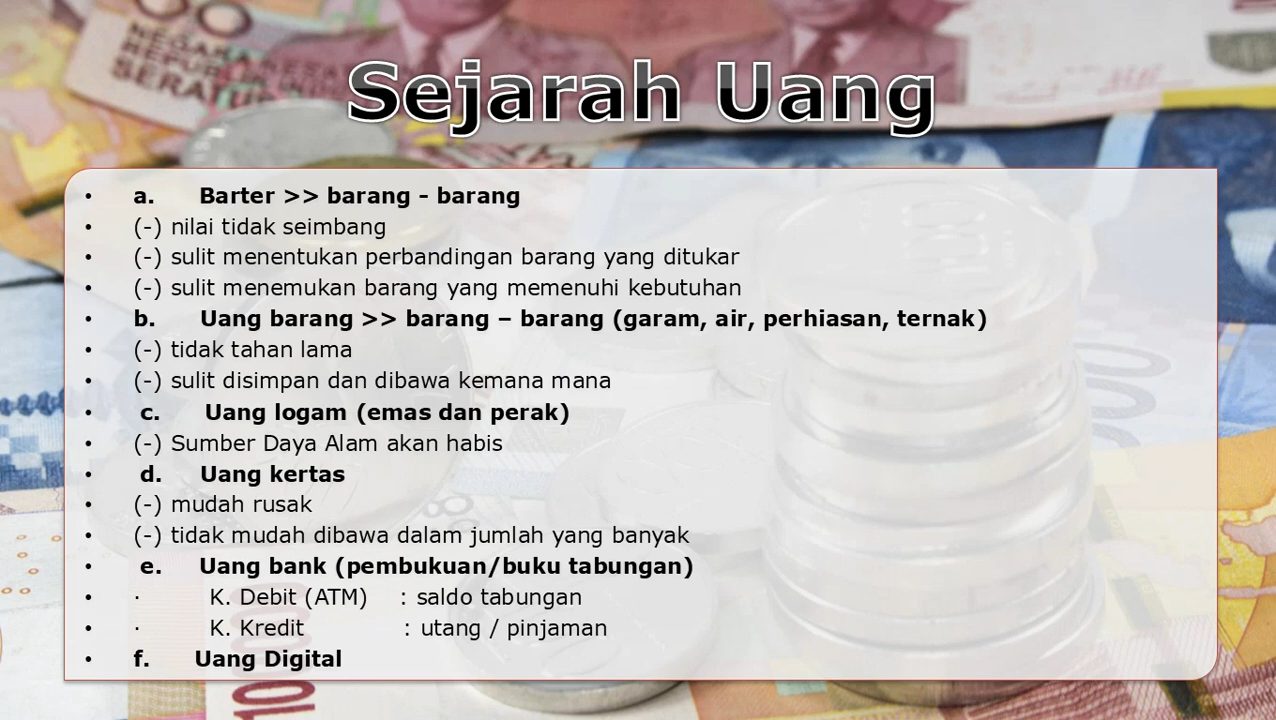 NEGARA
REPUBLIK
SERATUS
Sejarah Uang
• a. Barter >> barang - barang
• (-) nilai tidak seimbang
• (-) sulit menentukan perbandingan barang yang ditukar
• (-) sulit menemukan barang yang memenuhi kebutuhan
• b. Uang barang >> barang – barang (garam, air, perhiasan, ternak)
• (-) tidak tahan lama
• (-) sulit disimpan dan dibawa kemana mana
• c. Uang logam (emas dan perak)
• (-) Sumber Daya Alam akan habis
• d. Uang kertas
• (-) mudah rusak
• (-) tidak mudah dibawa dalam jumlah yang banyak
• e. Uang bank (pembukuan/buku tabungan)
• · K. Debit (ATM) : saldo tabungan
• · K. Kredit : utang / pinjaman
• f. Uang Digital